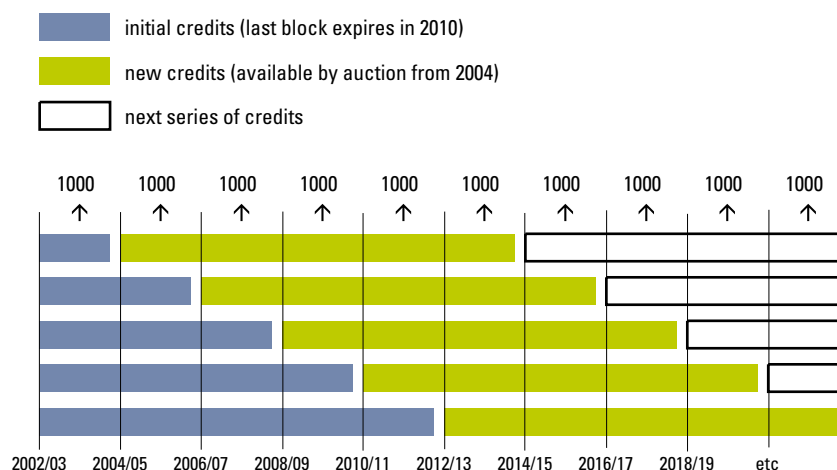 initial credits (last block expires in 2010)
new credits (available by auction from 2004)
next series of credits
1000 1000 1000 1000 1000 1000 1000 1000 1000 1000
2002/03 2004/05 2006/07 2008/09 2010/11 2012/13 2014/15 2016/17 2018/19 etc